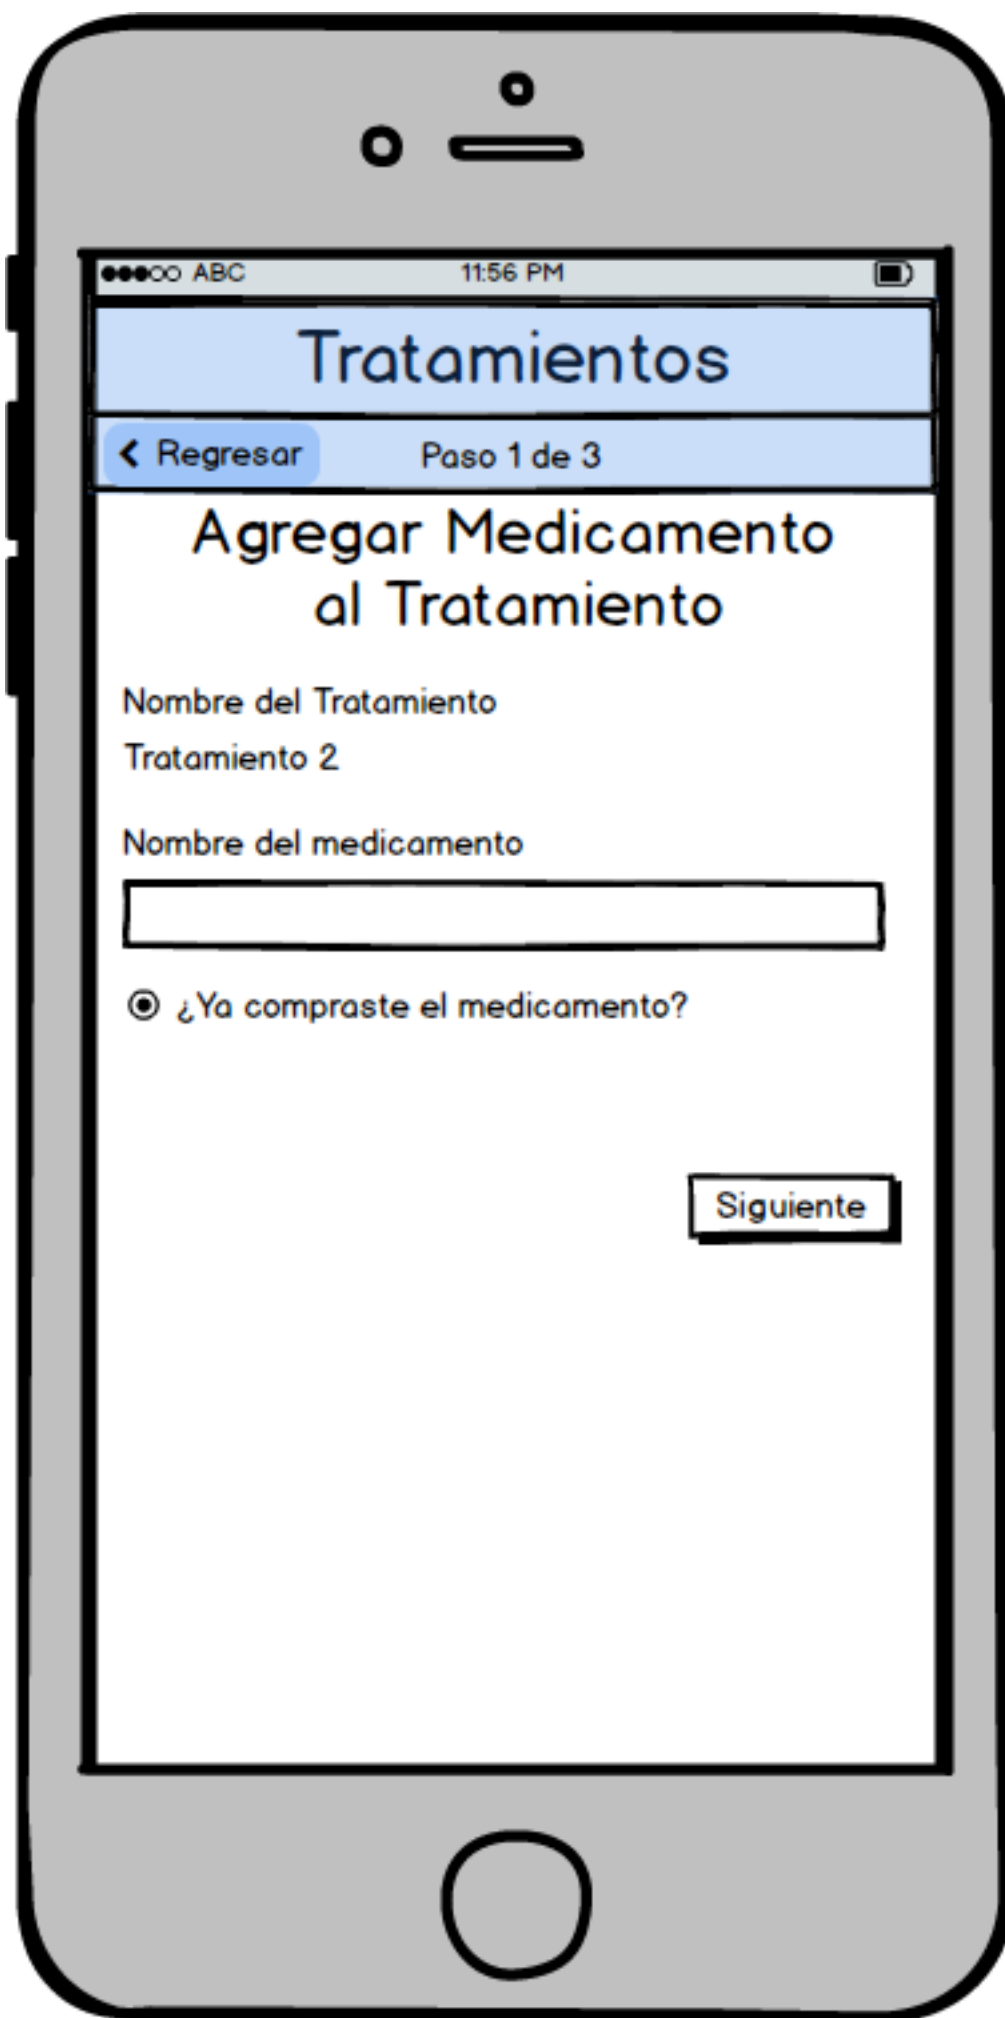 ABC 11:56 PM
Tratamientos
Regresar Paso 1 de 3
Agregar Medicamento
al Tratamiento
Nombre del Tratamiento
Tratamiento 2
Nombre del medicamento
¿Ya compraste el medicamento?
Siguiente